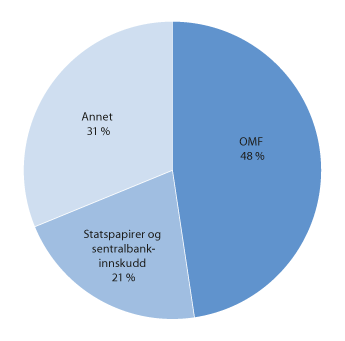 Annet
31 %
OMF
48 %
Statspapirer og
sentralbank-
innskudd
21 %